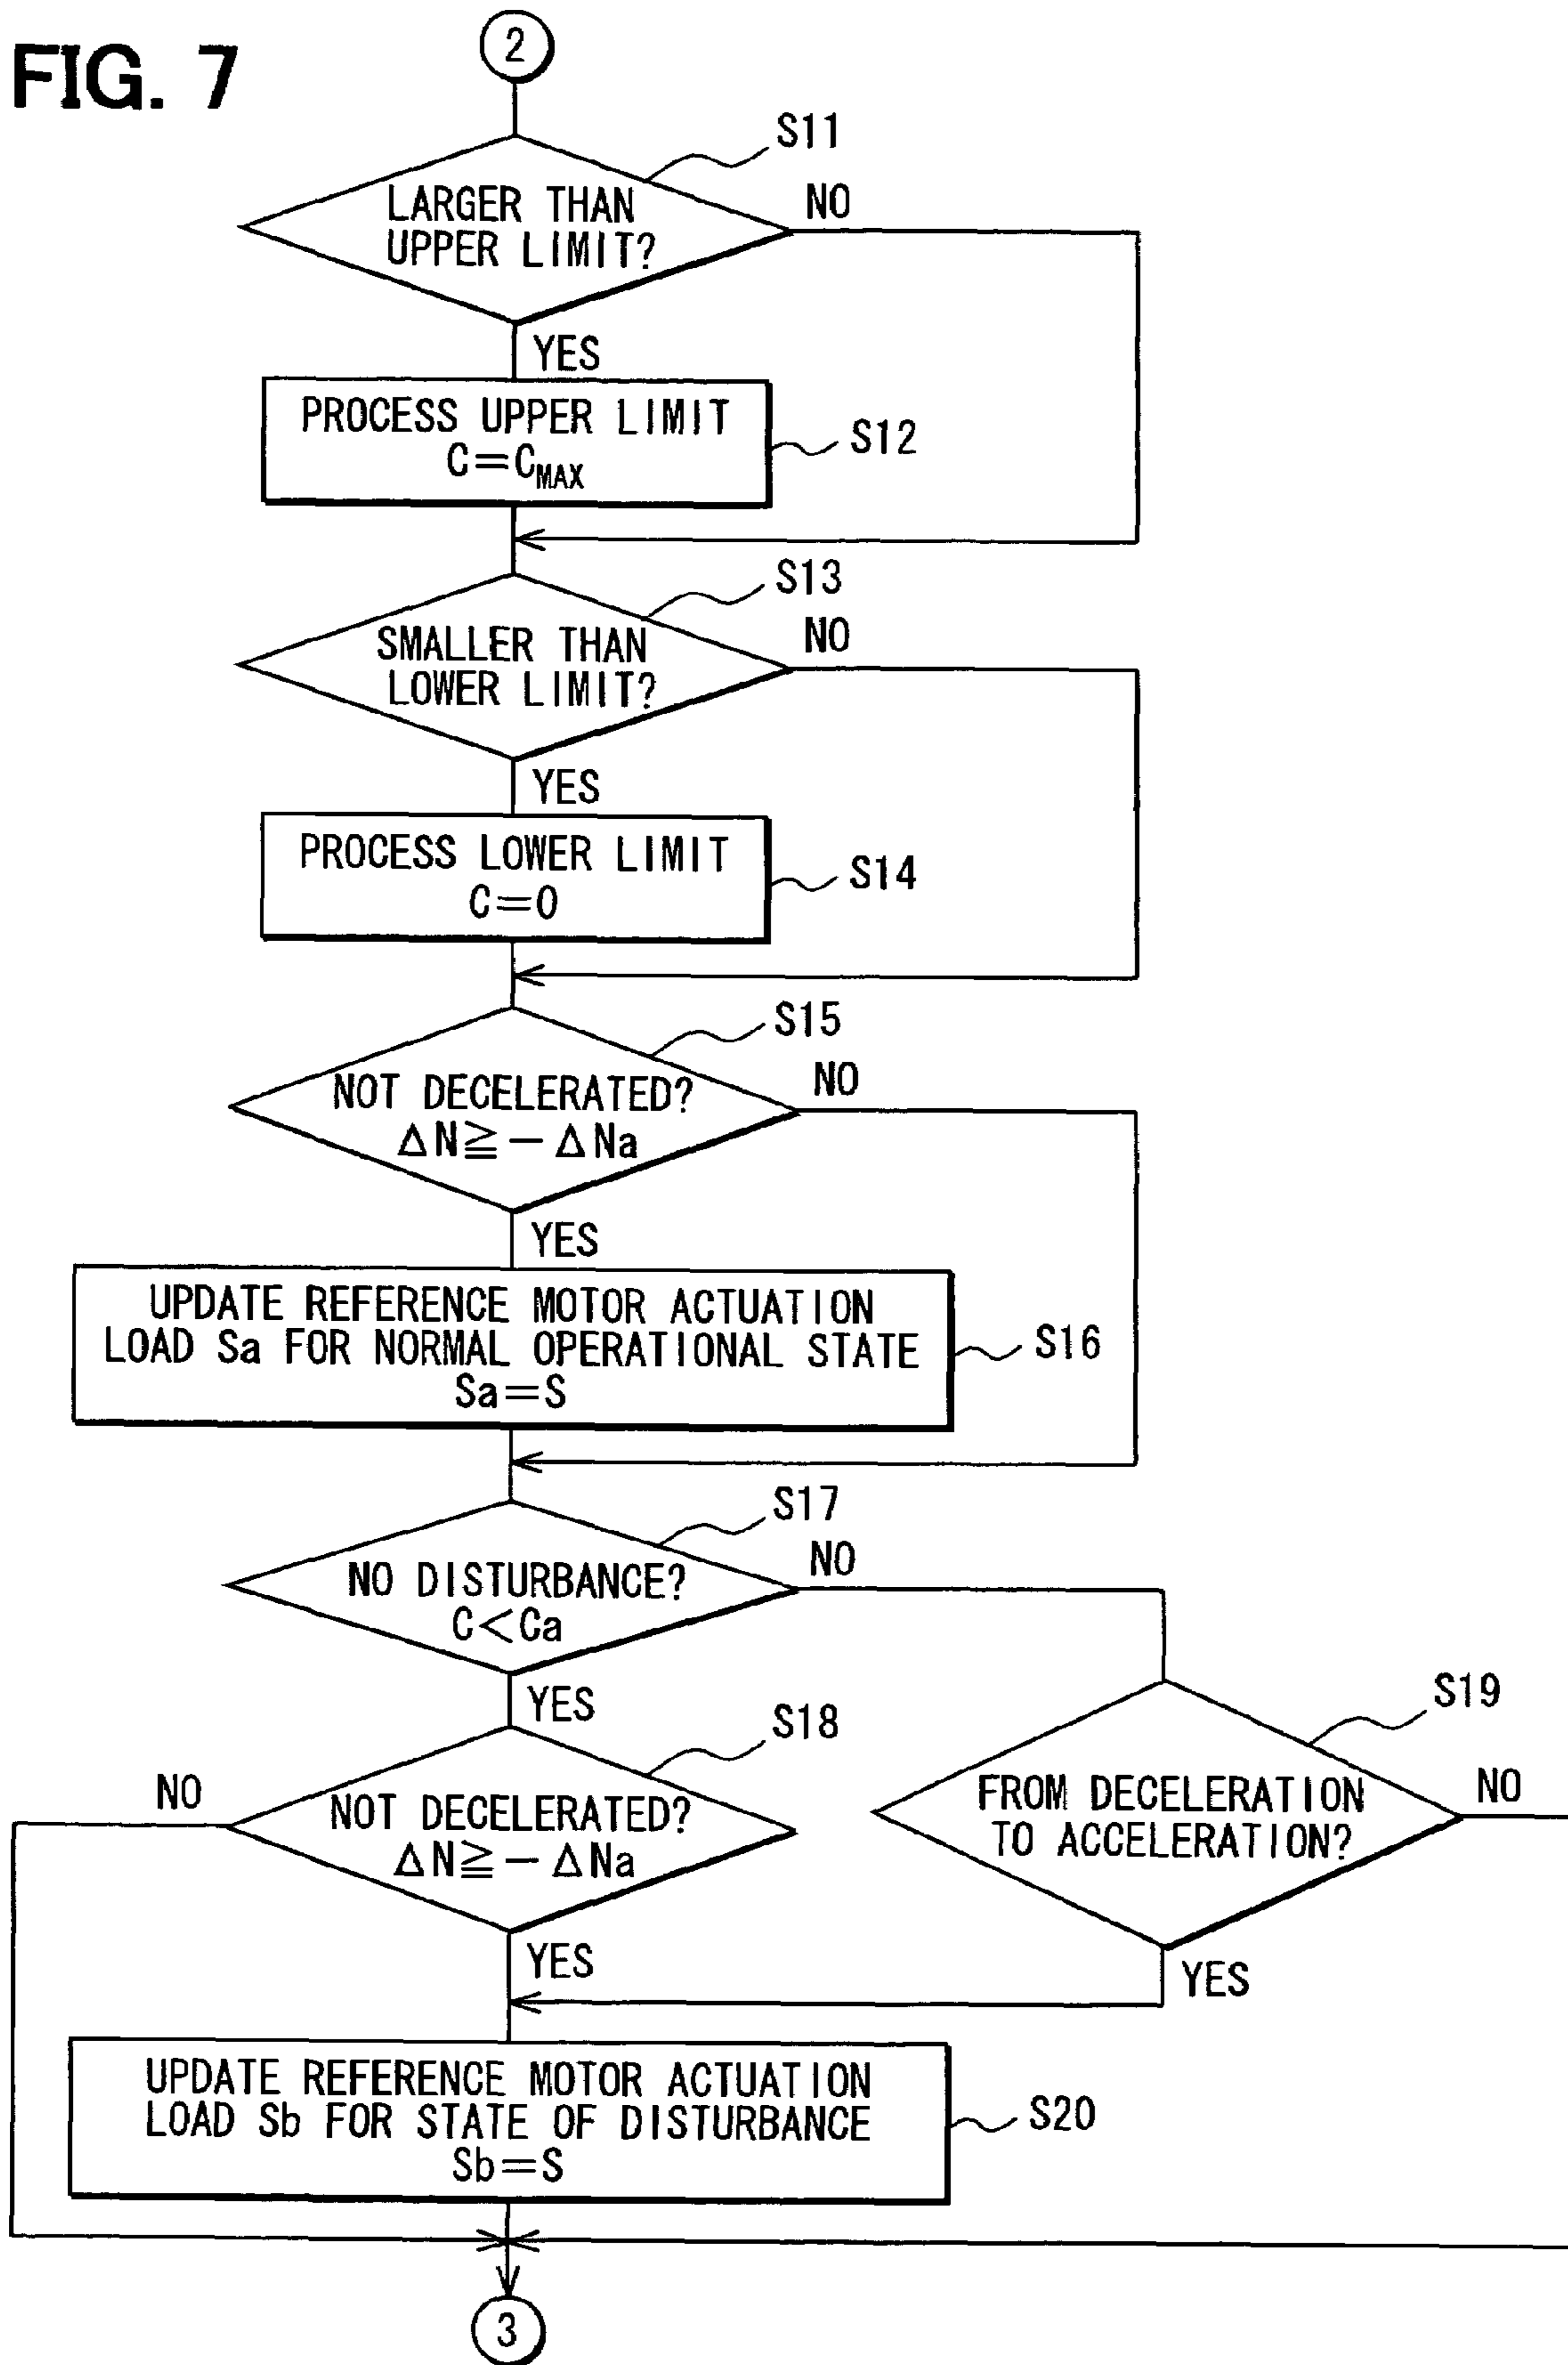 FIG. 7
2
S11
LARGER THAN
UPPER LIMIT?
NO
YES
PROCESS UPPER LIMIT
C=CMAX
S12
S13
SMALLER THAN
LOWER LIMIT?
NO
YES
PROCESS LOWER LIMIT
C=0
S14
S15
NOT DECELERATED?
ΔN≧-ΔNa
NO
YES
UPDATE REFERENCE MOTOR ACTUATION
LOAD Sa FOR NORMAL OPERATIONAL STATE
Sa=S
S16
S17
NO DISTURBANCE?
C<Ca
NO
YES
S18
NOT DECELERATED?
ΔN≧-ΔNa
NO
YES
S19
FROM DECELERATION
TO ACCELERATION?
NO
YES
UPDATE REFERENCE MOTOR ACTUATION
LOAD Sb FOR STATE OF DISTURBANCE
Sb=S
S20
3